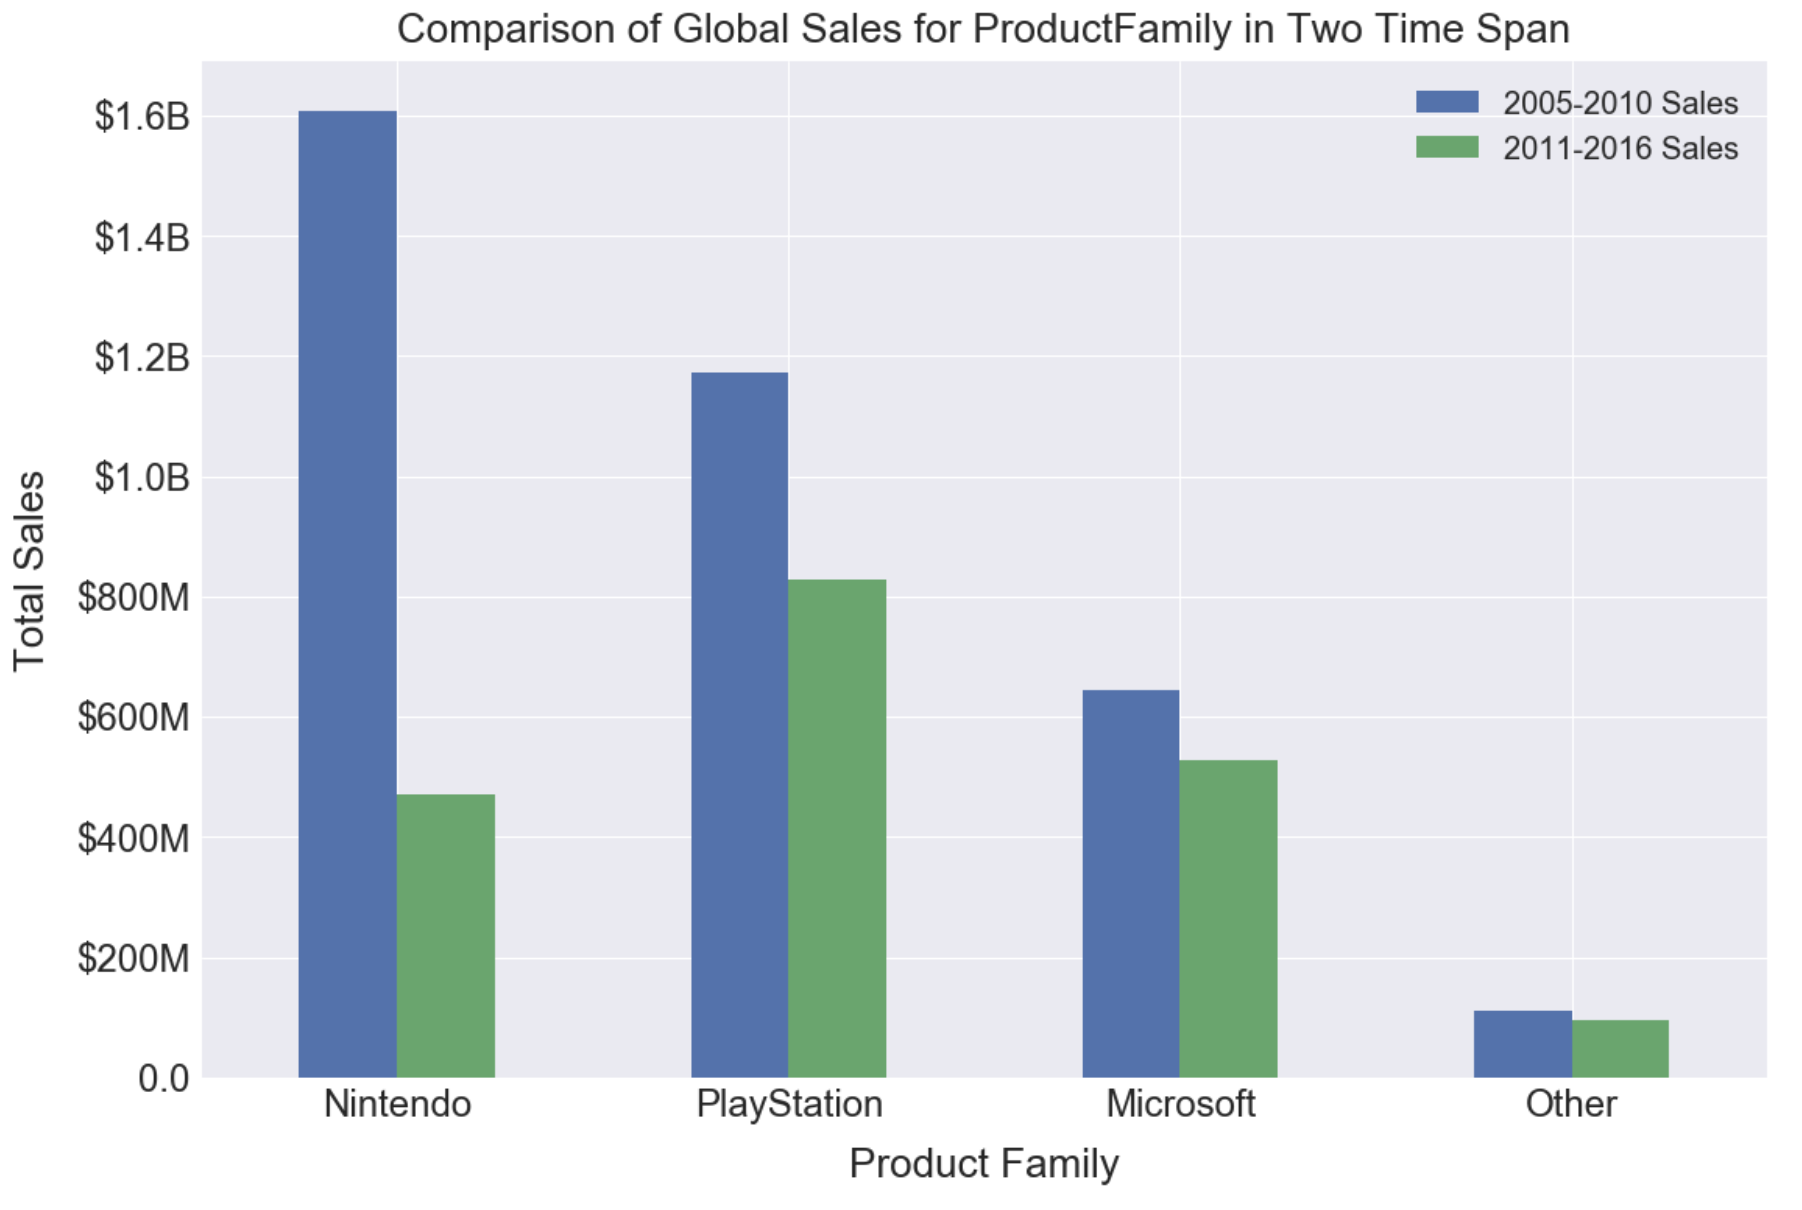 Comparison of Global Sales for ProductFamily in Two Time Span
2005-2010 Sales
2011-2016 Sales
Total Sales
$1.6B
$1.4B
$1.2B
$1.0B
$800M
$600M
$400M
$200M
0.0
Nintendo PlayStation Microsoft Other
Product Family